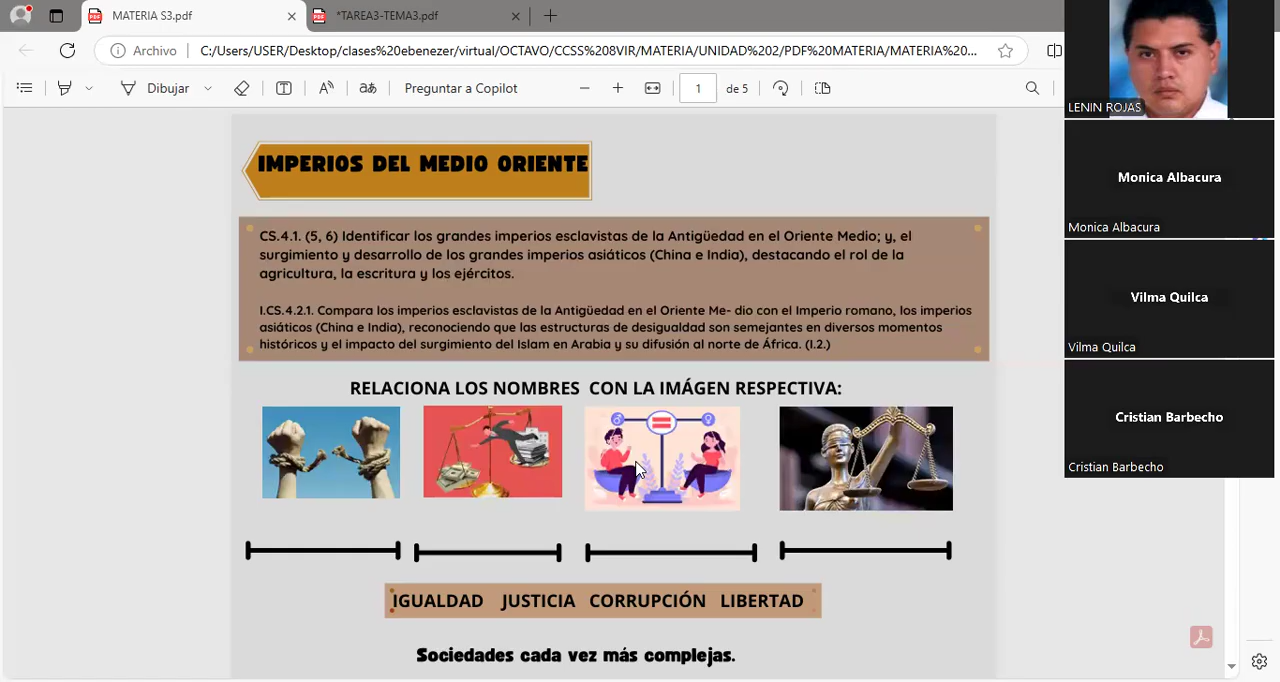 MATERIA S3.pdf
*TAREA3-TEMA3.pdf
Archivo
C:/Users/USER/Desktop/clases%20ebenezer/virtual/OCTAVO/CCSS%208VIR/MATERIA/UNIDAD%202/PDF%20MATERIA/MATERIA%20...
Dibujar
Preguntar a Copilot
1
de 5
LENIN ROJAS
Monica Albacura
Monica Albacura
Vilma Quilca
Vilma Quilca
Cristian Barbecho
Cristian Barbecho
IMPERIOS DEL MEDIO ORIENTE
CS.4.1. (5, 6) Identificar los grandes imperios esclavistas de la Antigüedad en el Oriente Medio; y, el
surgimiento y desarrollo de los grandes imperios asiáticos (China e India), destacando el rol de la
agricultura, la escritura y los ejércitos.
I.CS.4.2.1. Compara los imperios esclavistas de la Antigüedad en el Oriente Me- dio con el Imperio romano, los imperios
asiáticos (China e India), reconociendo que las estructuras de desigualdad son semejantes en diversos momentos
históricos y el impacto del surgimiento del Islam en Arabia y su difusión al norte de África. (I.2.)
RELACIONA LOS NOMBRES CON LA IMÁGEN RESPECTIVA:
IGUALDAD JUSTICIA CORRUPCIÓN LIBERTAD
Sociedades cada vez más complejas.